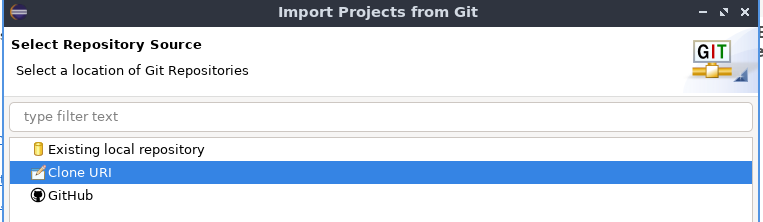 Import Projects from Git
Select Repository Source
Select a location of Git Repositories
GIT
type filter text
Existing local repository
Clone URI
GitHub